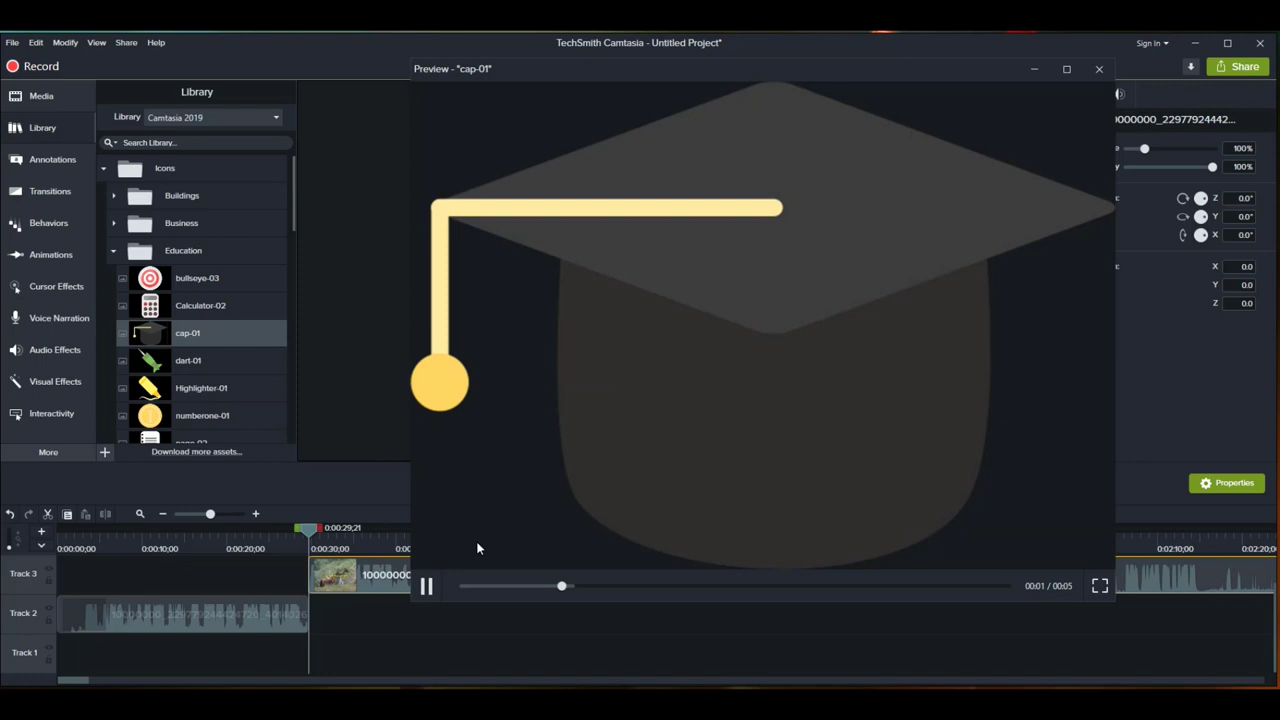 File Edit Modify View Share Help
TechSmith Camtasia - Untitled Project*
Sign In
Record
Share
Preview - "cap-01"
Media
Library
Annotations
Transitions
Behaviors
Animations
Cursor Effects
Voice Narration
Audio Effects
Visual Effects
Interactivity
More
Library
Library Camtasia 2019
Search Library...
Icons
Buildings
Business
Education
bullseye-03
Calculator-02
cap-01
dart-01
Highlighter-01
numberone-01
Download more assets...
00:01 / 00:05
0000000_22977924442...
100%
100%
Z 0.0°
Y 0.0°
X 0.0°
X 0.0
Y 0.0
Z 0.0
Properties
0:00:29;21
0:00:00;00 0:00:10;00 0:00:20;00 0:00:30;00 0:02:10;00 0:02:20;00
Track 3
10000000
Track 2
Track 1